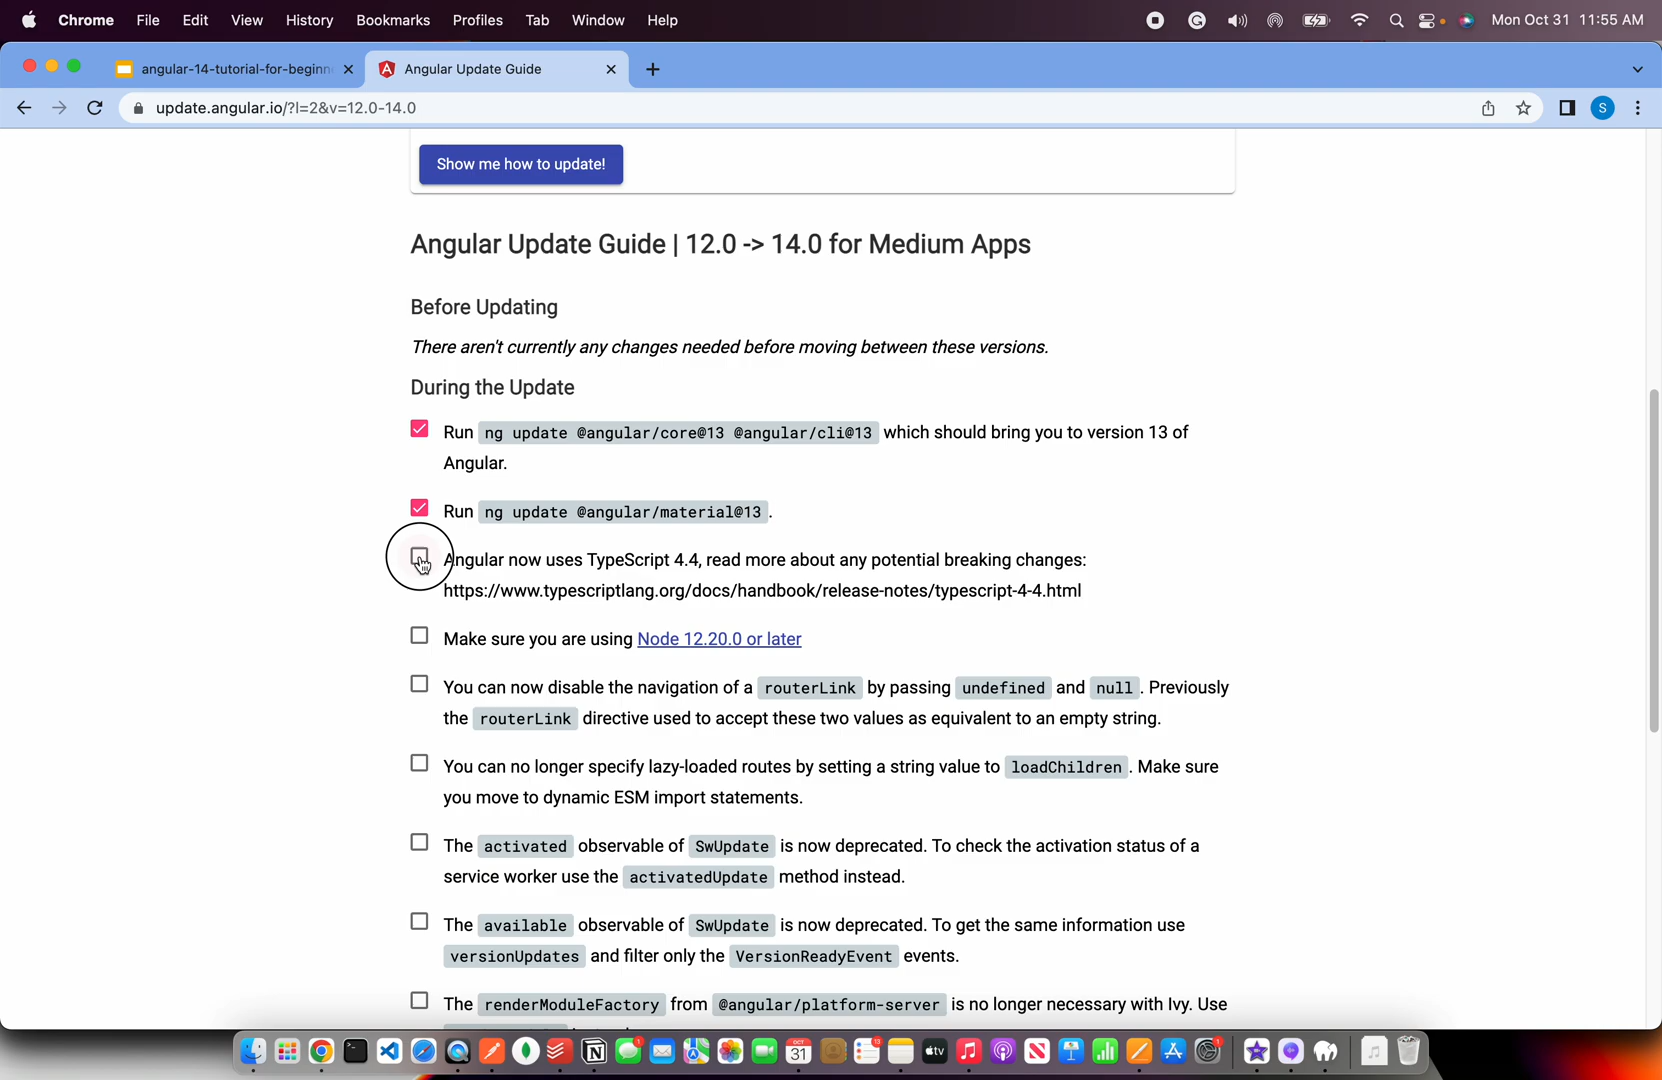 Chrome File Edit View History Bookmarks Profiles Tab Window Help Mon Oct 31 11:55 AM
angular-14-tutorial-for-beginn Angular Update Guide
update.angular.io/?l=2&v=12.0-14.0 S
Show me how to update!
Angular Update Guide | 12.0 -> 14.0 for Medium Apps
Before Updating
There aren't currently any changes needed before moving between these versions.
During the Update
Run ng update @angular/core@13 @angular/cli@13 which should bring you to version 13 of
Angular.
Run ng update @angular/material@13 .
Angular now uses TypeScript 4.4, read more about any potential breaking changes:
https://www.typescriptlang.org/docs/handbook/release-notes/typescript-4-4.html
Make sure you are using Node 12.20.0 or later
You can now disable the navigation of a routerLink by passing undefined and null . Previously
the routerLink directive used to accept these two values as equivalent to an empty string.
You can no longer specify lazy-loaded routes by setting a string value to loadChildren . Make sure
you move to dynamic ESM import statements.
The activated observable of SwUpdate is now deprecated. To check the activation status of a
service worker use the activatedUpdate method instead.
The available observable of SwUpdate is now deprecated. To get the same information use
versionUpdates and filter only the VersionReadyEvent events.
The renderModuleFactory from @angular/platform-server is no longer necessary with Ivy. Use